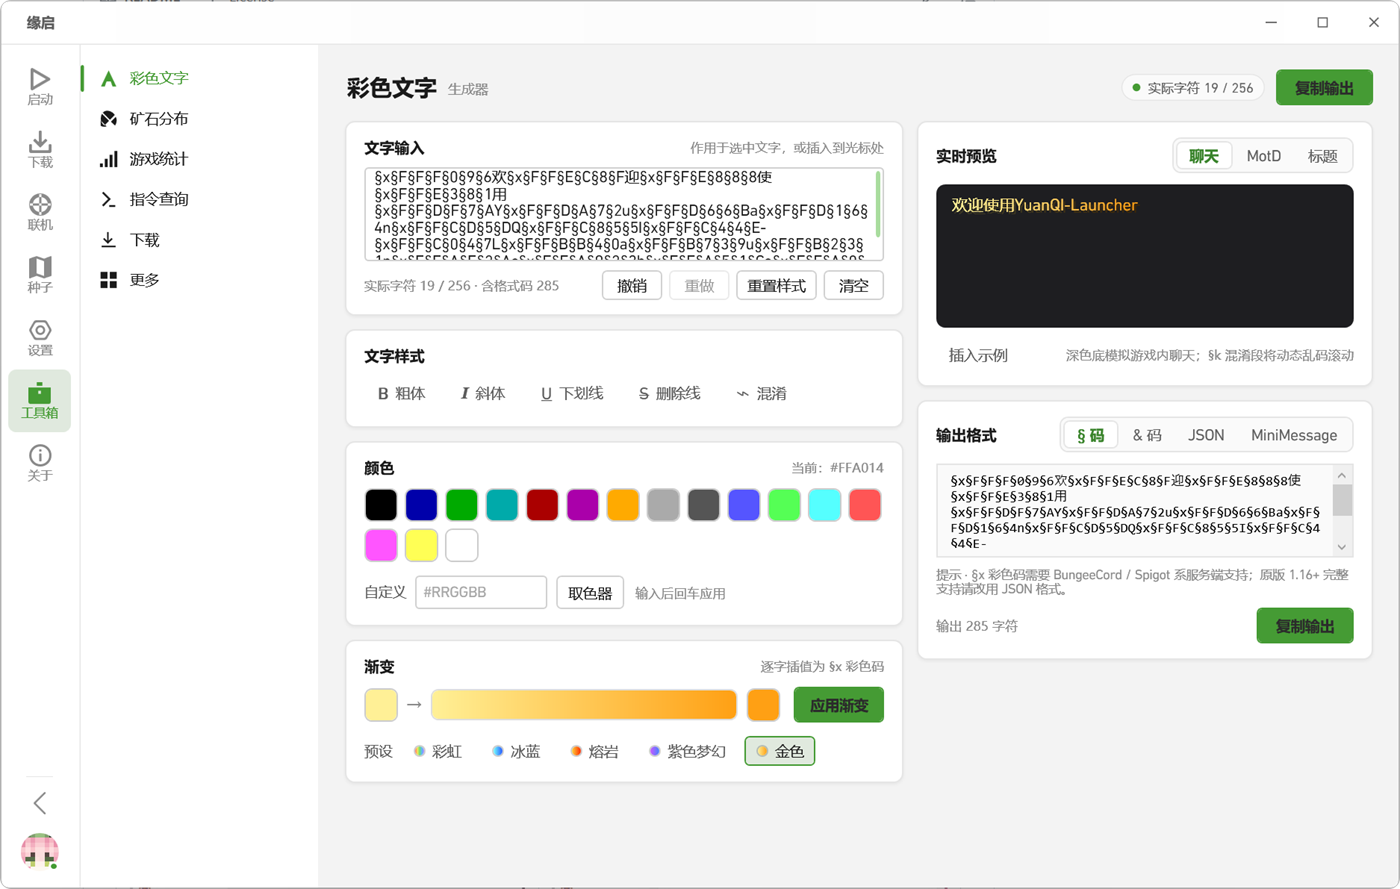 缘启
启动
下载
联机
种子
设置
工具箱
关于
彩色文字
矿石分布
游戏统计
指令查询
下载
更多
彩色文字 生成器
实际字符 19 / 256
复制输出
文字输入
作用于选中文字，或插入到光标处
§x§F§F§F§0§9§6欢§x§F§F§E§C§8§F迎§x§F§F§E§8§8§8使
§x§F§F§E§3§8§1用
§x§F§F§D§F§7§AY§x§F§F§D§A§7§2u§x§F§F§D§6§6§Ba§x§F§F§D§1§6§
4n§x§F§F§C§D§5§DQ§x§F§F§C§8§5§5I§x§F§F§C§4§4§E-
§x§F§F§C§0§4§7L§x§F§F§B§B§4§0a§x§F§F§B§7§3§9u§x§F§F§B§2§3§
实际字符 19 / 256 · 含格式码 285
撤销
重做
重置样式
清空
文字样式
B 粗体
I 斜体
U 下划线
S 删除线
~ 混淆
颜色
当前：#FFA014
自定义
#RRGGBB
取色器
输入后回车应用
渐变
逐字插值为 §x 彩色码
→
应用渐变
预设
彩虹
冰蓝
熔岩
紫色梦幻
金色
实时预览
聊天
MotD
标题
欢迎使用YuanQI-Launcher
插入示例
深色底模拟游戏内聊天；§k 混淆段将动态乱码滚动
输出格式
§ 码
& 码
JSON
MiniMessage
§x§F§F§F§0§9§6欢§x§F§F§E§C§8§F迎§x§F§F§E§8§8§8使
§x§F§F§E§3§8§1用
§x§F§F§D§F§7§AY§x§F§F§D§A§7§2u§x§F§F§D§6§6§Ba§x§F§
F§D§1§6§4n§x§F§F§C§D§5§DQ§x§F§F§C§8§5§5I§x§F§F§C§4
§4§E-
提示 · §x 彩色码需要 BungeeCord / Spigot 系服务端支持；原版 1.16+ 完整
支持请改用 JSON 格式。
输出 285 字符
复制输出